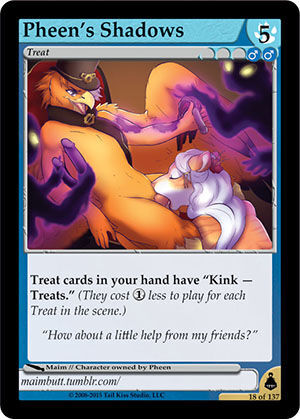 Pheen's Shadows 5
Treat
Treat cards in your hand have “Kink —
Treats.” (They cost 1 less to play for each
Treat in the scene.)
“How about a little help from my friends?”
Maim // Character owned by Pheen
maimbutt.tumblr.com/
18 of 137
© 2008-2015 Tail Kiss Studio, LLC